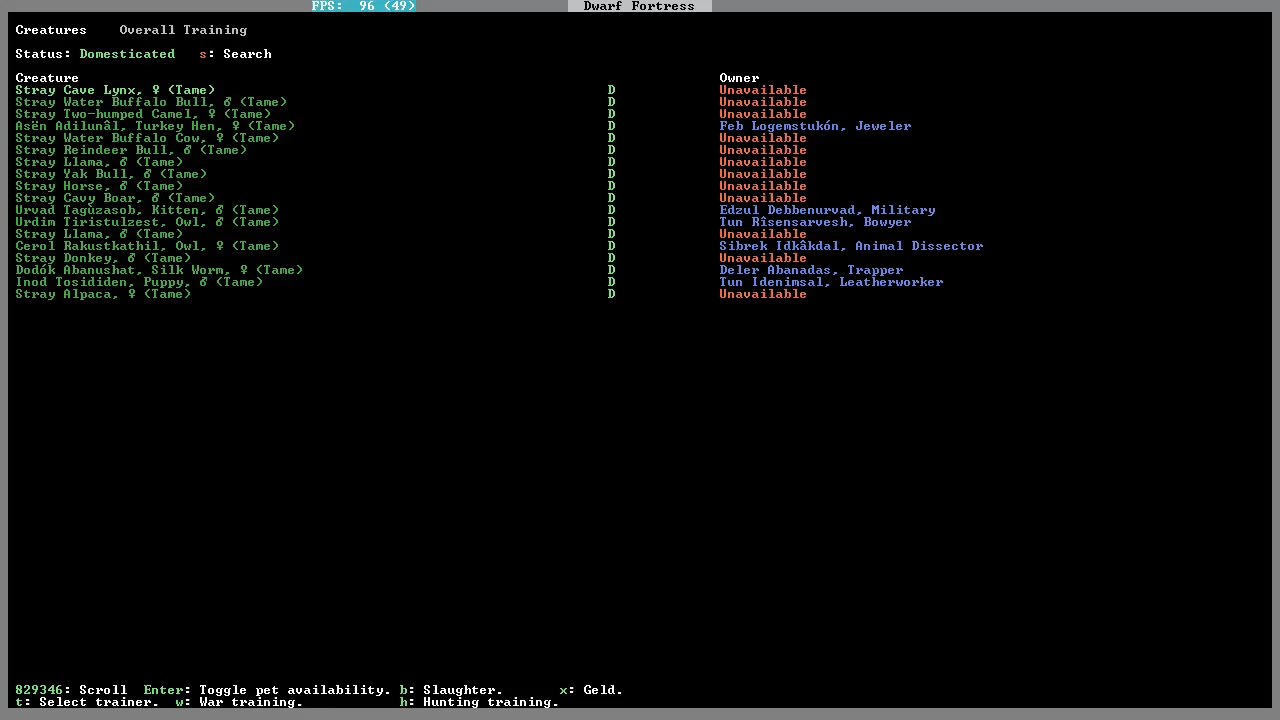 FPS: 96 (49) Dwarf Fortress
Creatures Overall Training
Status: Domesticated s: Search
Creature Owner
Stray Cave Lynx, ♀ (Tame) D Unavailable
Stray Water Buffalo Bull, ♂ (Tame) D Unavailable
Stray Two-humped Camel, ♀ (Tame) D Unavailable
Asën Adilunâl, Turkey Hen, ♀ (Tame) D Feb Logemstukón, Jeweler
Stray Water Buffalo Cow, ♀ (Tame) D Unavailable
Stray Reindeer Bull, ♂ (Tame) D Unavailable
Stray Llama, ♂ (Tame) D Unavailable
Stray Yak Bull, ♂ (Tame) D Unavailable
Stray Horse, ♂ (Tame) D Unavailable
Stray Cavy Boar, ♂ (Tame) D Unavailable
Urvad Tagùzasob, Kitten, ♂ (Tame) D Edzul Debbenurvad, Military
Urdim Tiristulzest, Owl, ♂ (Tame) D Tun Rîsensarvesh, Bowyer
Stray Llama, ♂ (Tame) D Unavailable
Cerol Rakustkathil, Owl, ♀ (Tame) D Sibrek Idkâkdal, Animal Dissector
Stray Donkey, ♂ (Tame) D Unavailable
Dodók Abanushat, Silk Worm, ♀ (Tame) D Deler Abanadas, Trapper
Inod Tosididen, Puppy, ♂ (Tame) D Tun Idenimsal, Leatherworker
Stray Alpaca, ♀ (Tame) D Unavailable
829346: Scroll Enter: Toggle pet availability. b: Slaughter. x: Geld.
t: Select trainer. w: War training. h: Hunting training.